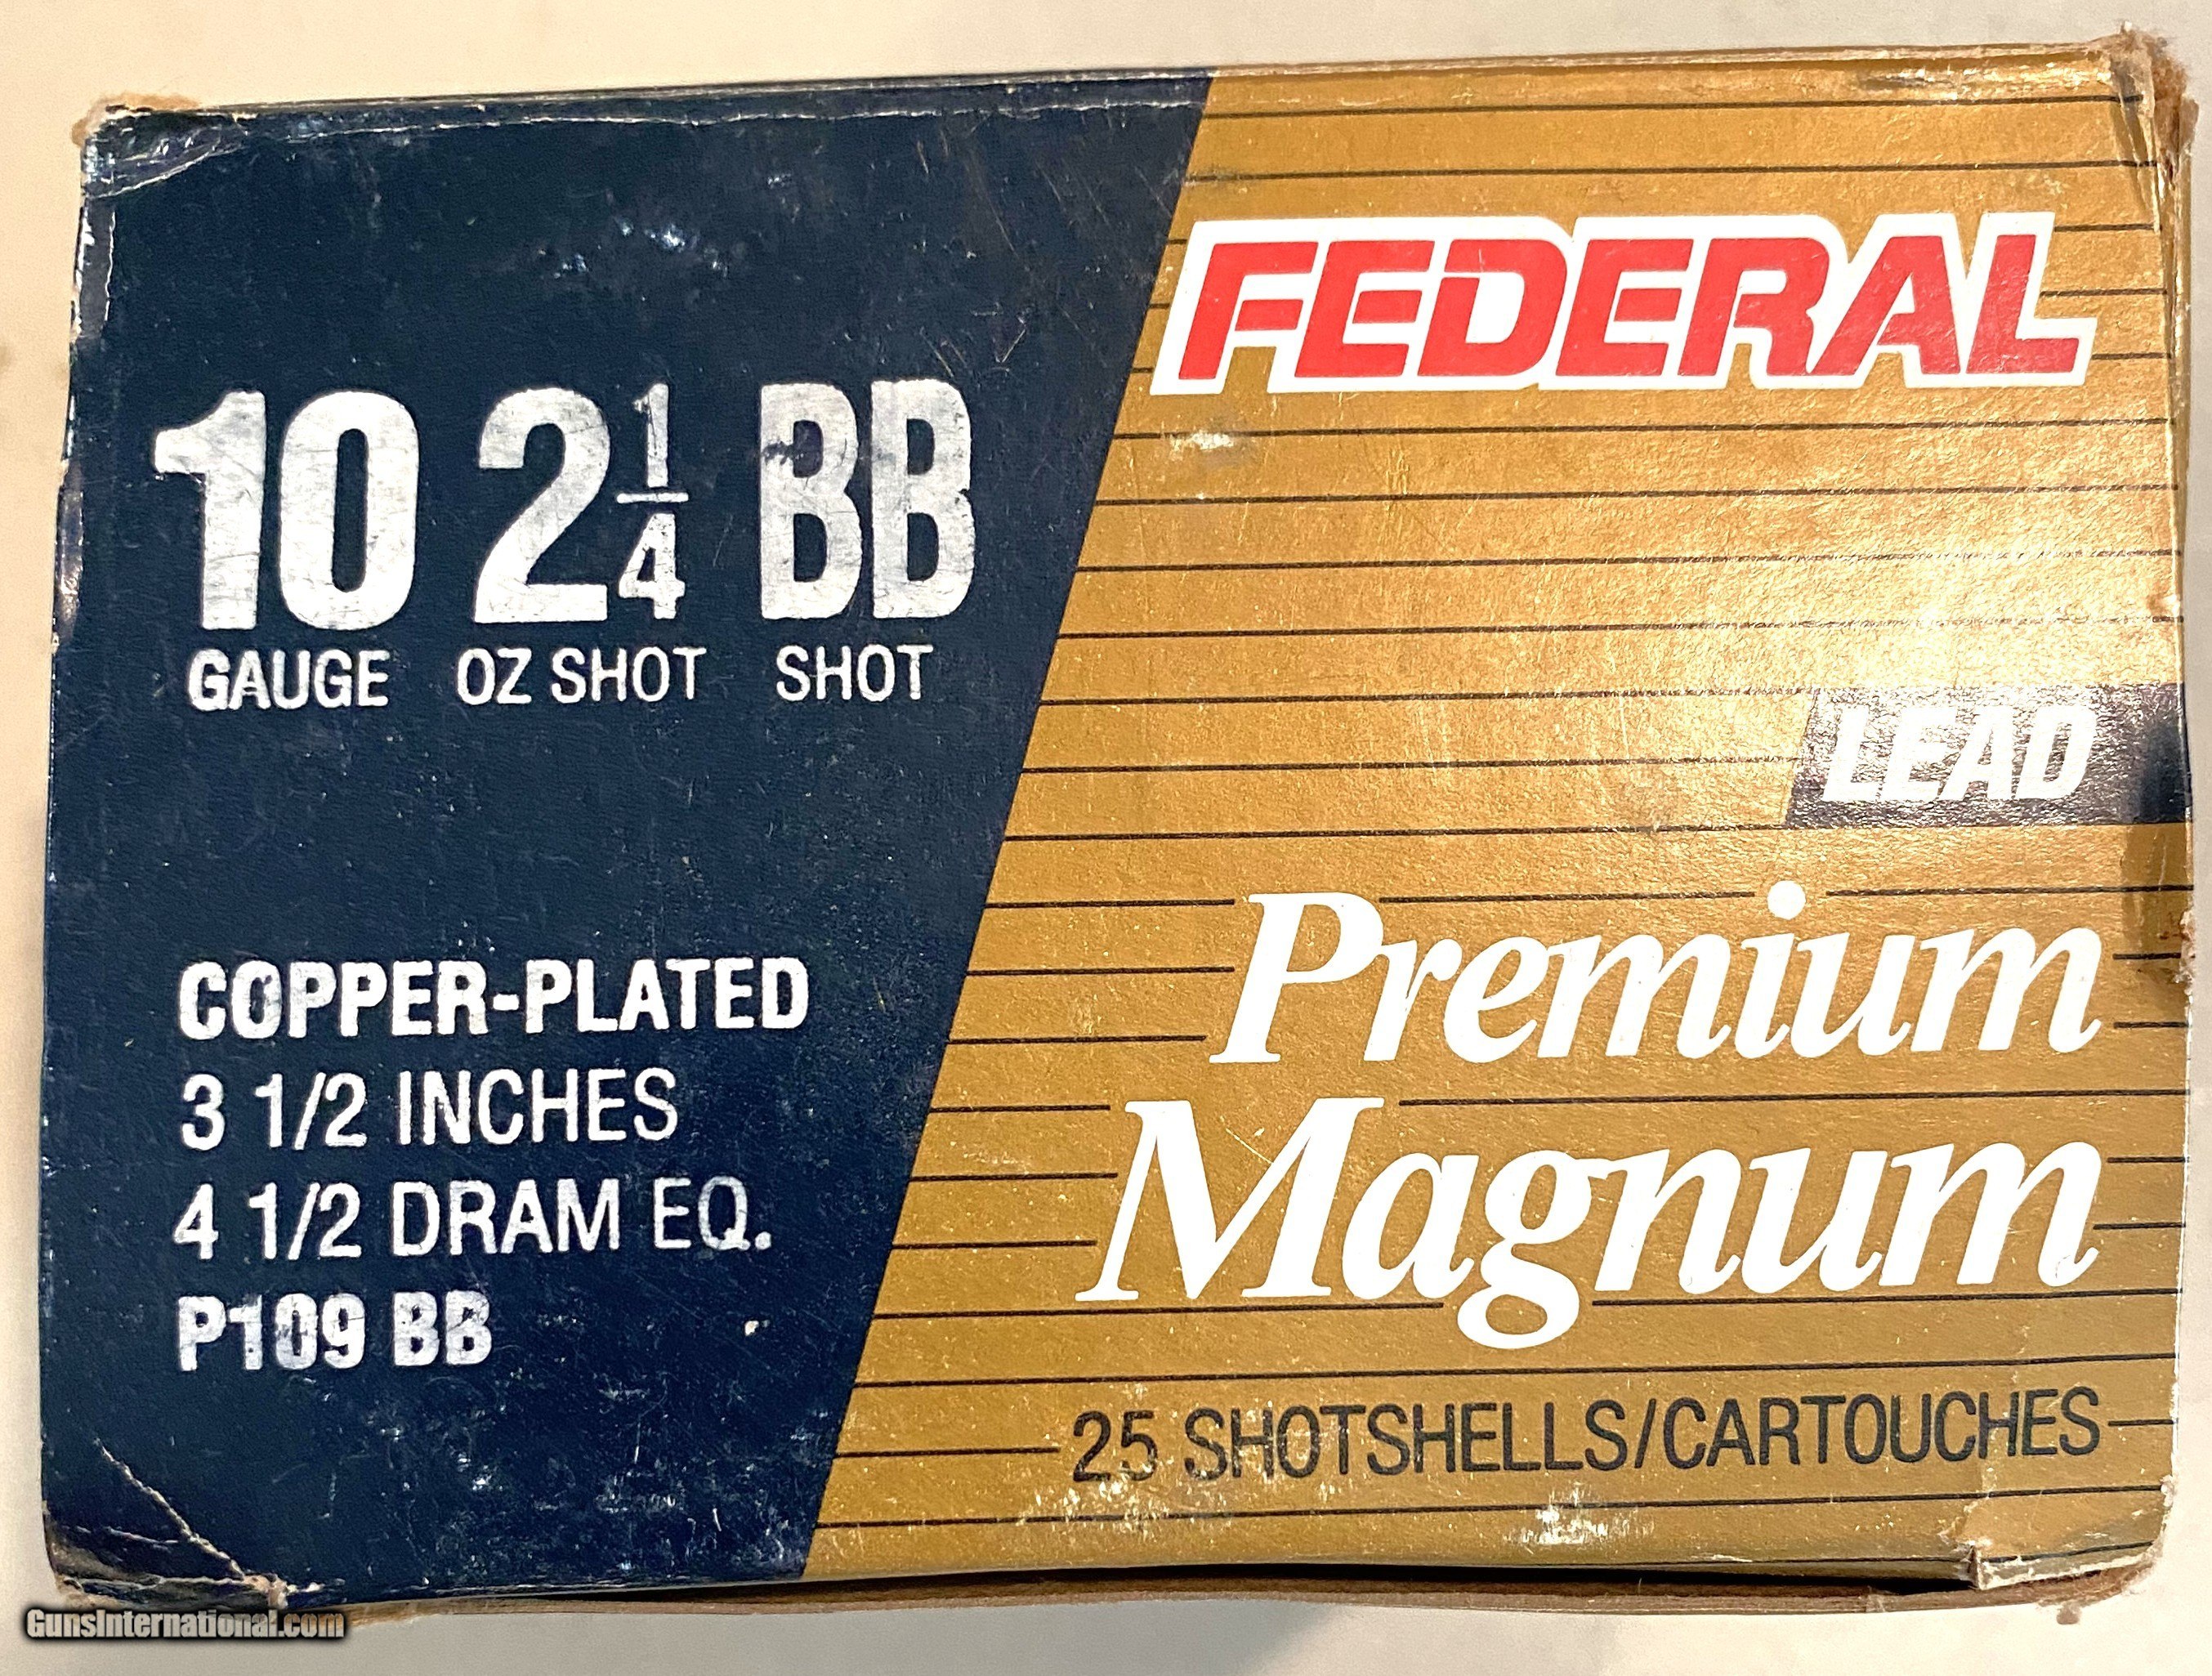 FEDERAL
10 2 1/4 BB
GAUGE OZ SHOT SHOT
LEAD
COPPER-PLATED
3 1/2 INCHES
4 1/2 DRAM EQ.
P109 BB
Premium
Magnum
25 SHOTSHELLS/CARTOUCHES
GunsInternational.com